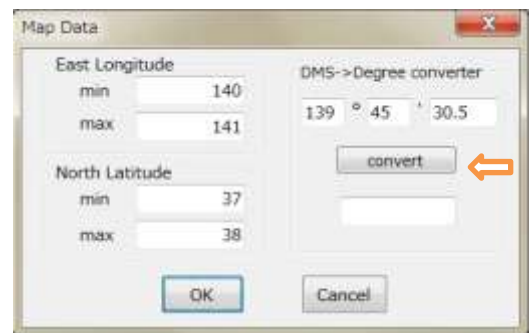 Map Data
East Longitude
min 140
max 141
North Latitude
min 37
max 38
DMS->Degree converter
139 ° 45 ' 30.5
convert
OK
Cancel